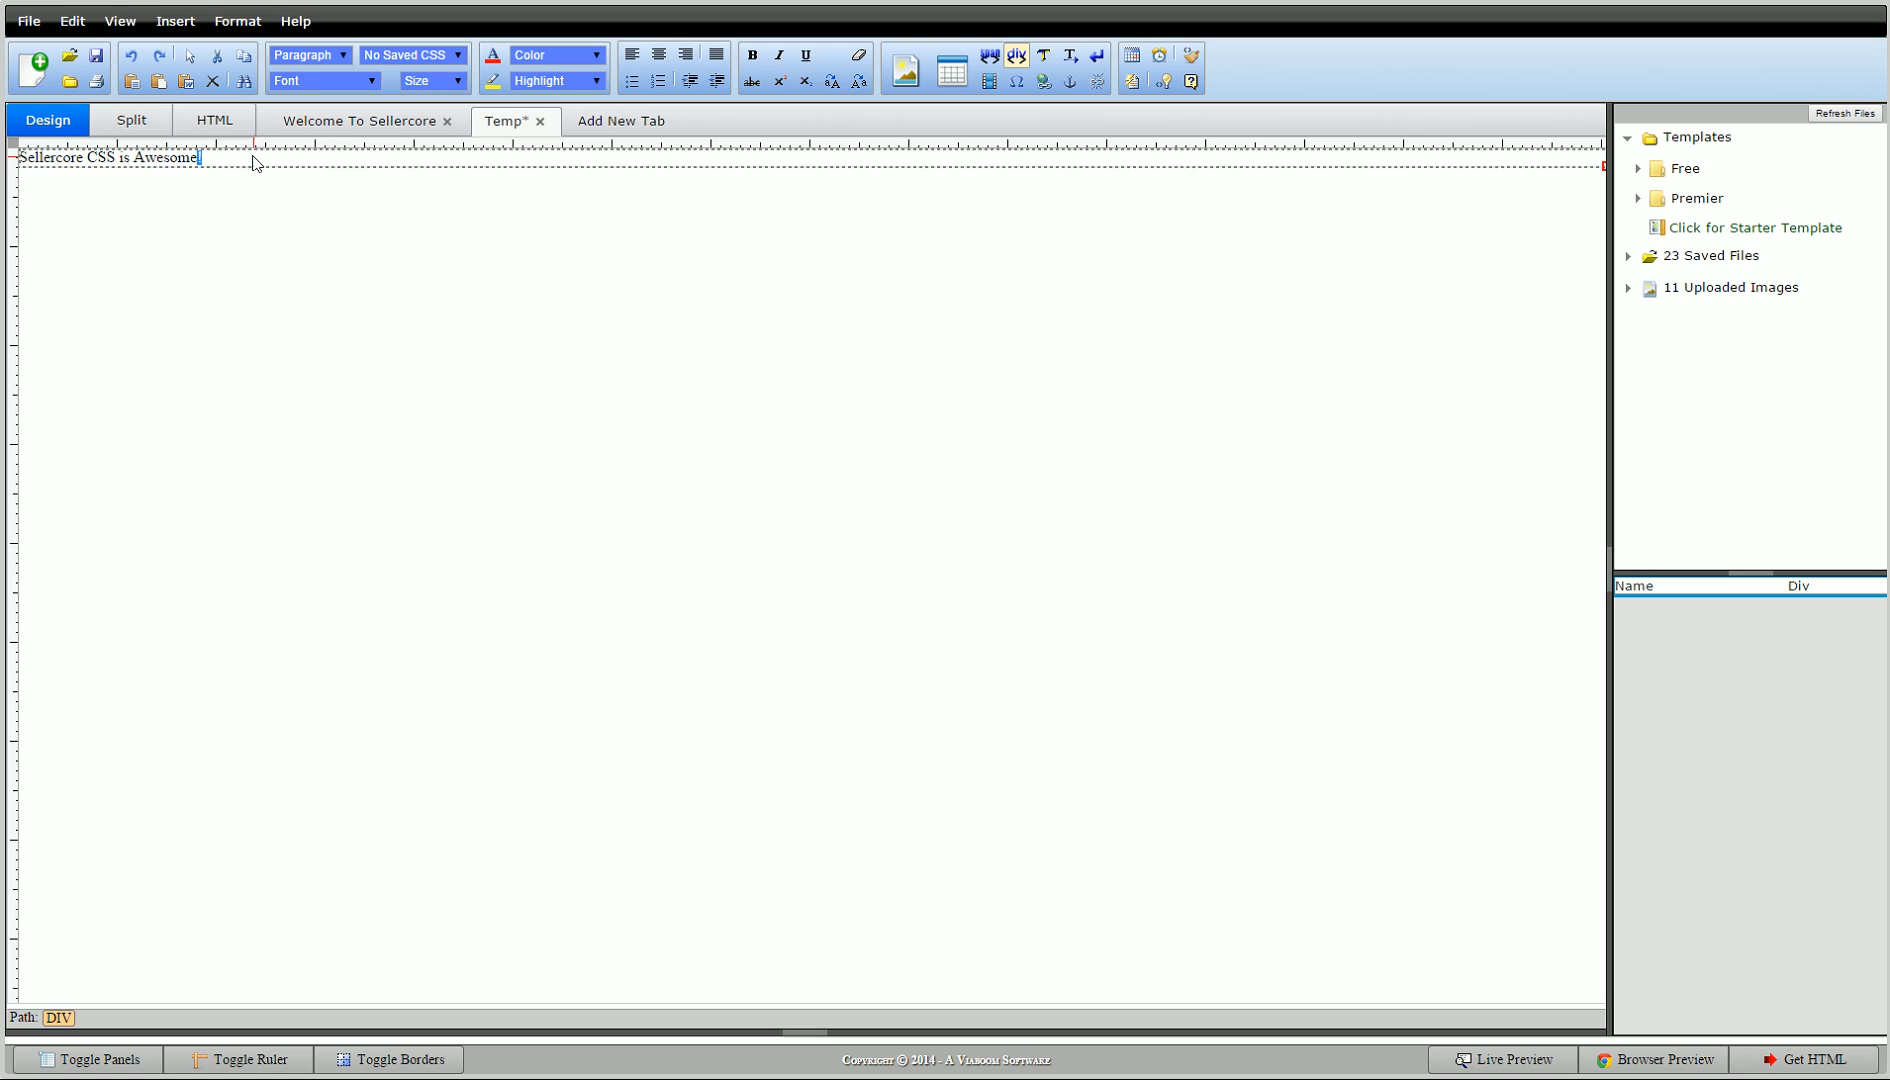 File Edit View Insert Format Help
Paragraph No Saved CSS Color
Font Size Highlight
B I U
abc
div
Design Split HTML Welcome To Sellercore × Temp* × Add New Tab
Refresh Files
Sellercore CSS is Awesome
Templates
Free
Premier
Click for Starter Template
23 Saved Files
11 Uploaded Images
Name Div
Path: DIV
Toggle Panels Toggle Ruler Toggle Borders Copyright © 2014 - A Viaboom Software Live Preview Browser Preview Get HTML